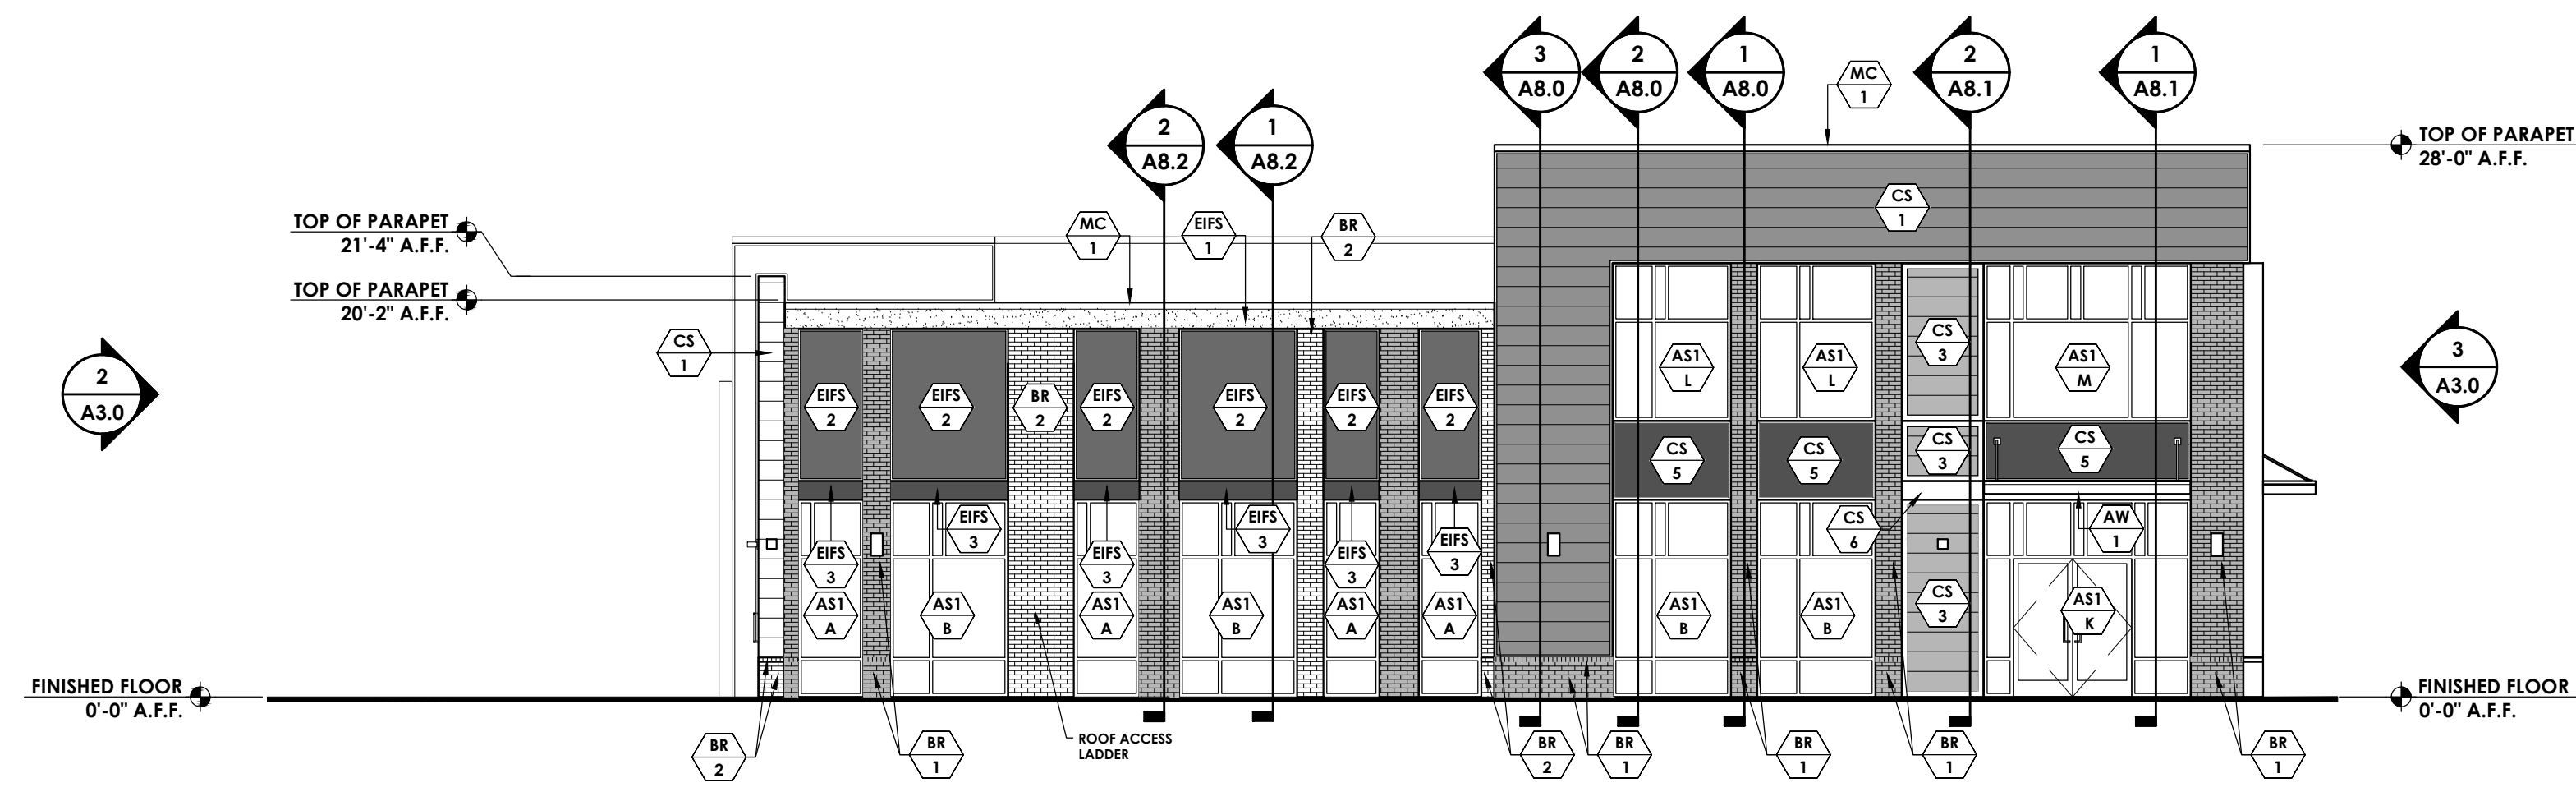 3
A8.0
2
A8.0
1
A8.0
2
A8.1
1
A8.1
MC
1
2
A8.2
1
A8.2
TOP OF PARAPET
28'-0" A.F.F.
TOP OF PARAPET
21'-4" A.F.F.
MC
1
EIFS
1
BR
2
CS
1
TOP OF PARAPET
20'-2" A.F.F.
CS
1
2
A3.0
EIFS
2
EIFS
2
BR
2
EIFS
2
EIFS
2
EIFS
2
EIFS
2
AS1
L
AS1
L
CS
3
AS1
M
3
A3.0
CS
5
CS
5
CS
3
CS
5
EIFS
3
EIFS
3
EIFS
3
EIFS
3
EIFS
3
EIFS
3
CS
6
AW
1
AS1
A
AS1
B
AS1
A
AS1
B
AS1
A
AS1
A
AS1
B
AS1
B
CS
3
AS1
K
FINISHED FLOOR
0'-0" A.F.F.
FINISHED FLOOR
0'-0" A.F.F.
BR
2
BR
1
ROOF ACCESS
LADDER
BR
2
BR
1
BR
1
BR
1
BR
1